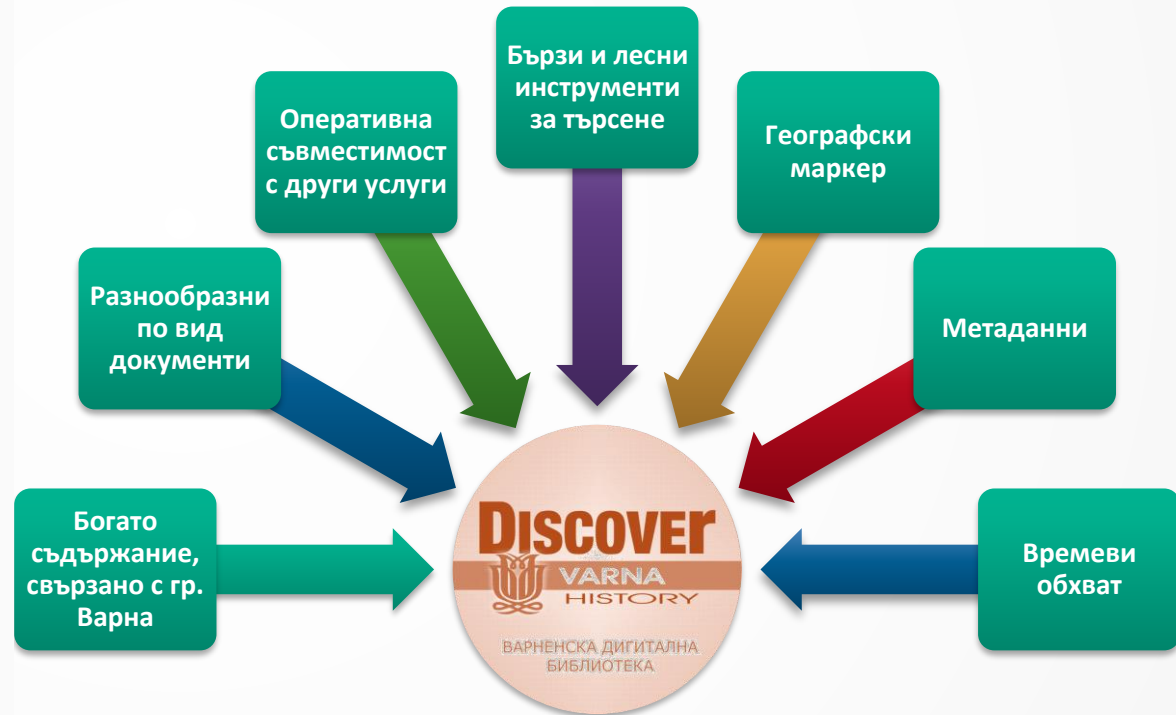 Бързи и лесни
инструменти
за търсене
Оперативна
съвместимост
с други услуги
Географски
маркер
Разнообразни
по вид
документи
Метаданни
Богато
съдържание,
свързано с гр.
Варна
Времеви
обхват
DISCOVER
VARNA
HISTORY
ВАРНЕНСКА ДИГИТАЛНА
БИБЛИОТЕКА